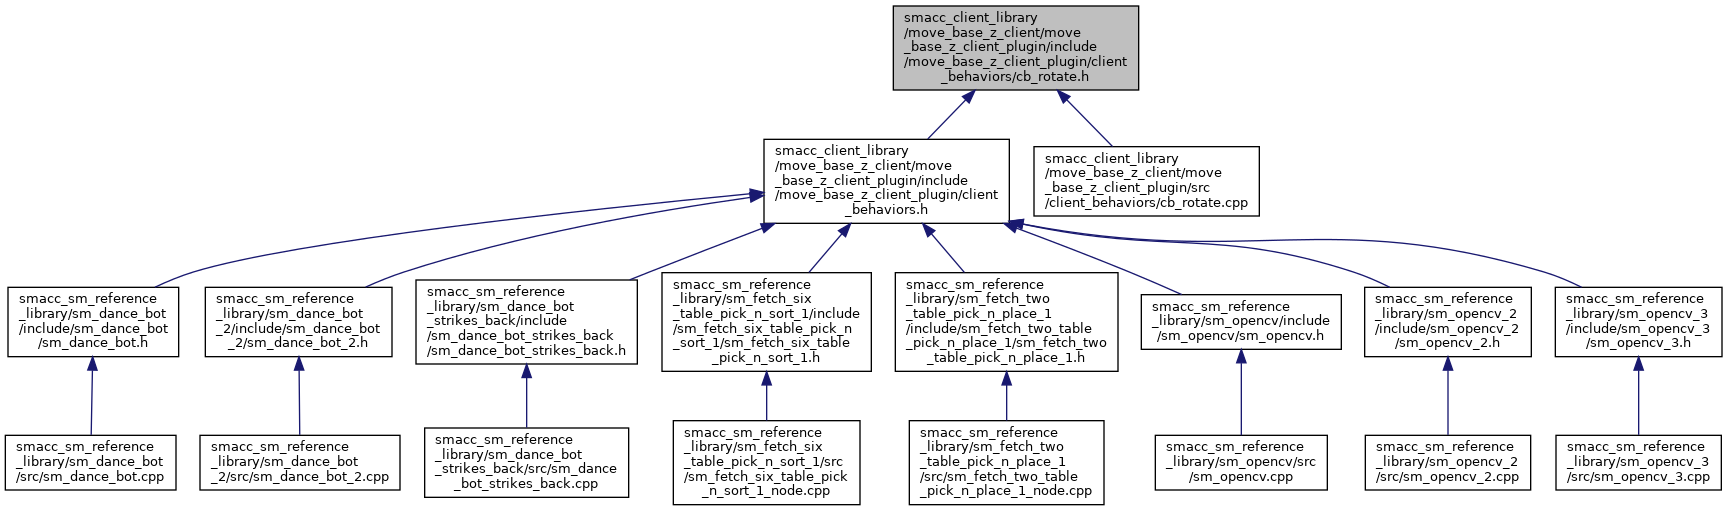 smacc_client_library
/move_base_z_client/move
_base_z_client_plugin/include
/move_base_z_client_plugin/client
_behaviors/cb_rotate.h
smacc_client_library
/move_base_z_client/move
_base_z_client_plugin/include
/move_base_z_client_plugin/client
_behaviors.h
smacc_client_library
/move_base_z_client/move
_base_z_client_plugin/src
/client_behaviors/cb_rotate.cpp
smacc_sm_reference
_library/sm_dance_bot
/include/sm_dance_bot
/sm_dance_bot.h
smacc_sm_reference
_library/sm_dance_bot
_2/include/sm_dance_bot
_2/sm_dance_bot_2.h
smacc_sm_reference
_library/sm_dance_bot
_strikes_back/include
/sm_dance_bot_strikes_back
/sm_dance_bot_strikes_back.h
smacc_sm_reference
_library/sm_fetch_six
_table_pick_n_sort_1/include
/sm_fetch_six_table_pick_n
_sort_1/sm_fetch_six_table
_pick_n_sort_1.h
smacc_sm_reference
_library/sm_fetch_two
_table_pick_n_place_1
/include/sm_fetch_two_table
_pick_n_place_1/sm_fetch_two
_table_pick_n_place_1.h
smacc_sm_reference
_library/sm_opencv/include
/sm_opencv/sm_opencv.h
smacc_sm_reference
_library/sm_opencv_2
/include/sm_opencv_2
/sm_opencv_2.h
smacc_sm_reference
_library/sm_opencv_3
/include/sm_opencv_3
/sm_opencv_3.h
smacc_sm_reference
_library/sm_dance_bot
/src/sm_dance_bot.cpp
smacc_sm_reference
_library/sm_dance_bot
_2/src/sm_dance_bot_2.cpp
smacc_sm_reference
_library/sm_dance_bot
_strikes_back/src/sm_dance
_bot_strikes_back.cpp
smacc_sm_reference
_library/sm_fetch_six
_table_pick_n_sort_1/src
/sm_fetch_six_table_pick
_n_sort_1_node.cpp
smacc_sm_reference
_library/sm_fetch_two
_table_pick_n_place_1
/src/sm_fetch_two_table
_pick_n_place_1_node.cpp
smacc_sm_reference
_library/sm_opencv/src
/sm_opencv.cpp
smacc_sm_reference
_library/sm_opencv_2
/src/sm_opencv_2.cpp
smacc_sm_reference
_library/sm_opencv_3
/src/sm_opencv_3.cpp